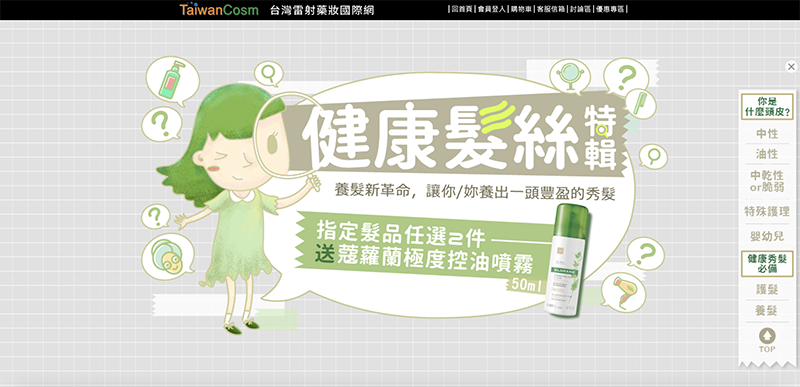 TaiwanCosm 台灣雷射藥妝國際網
|回首頁|會員登入|購物車|客服信箱|討論區|優惠專區|
健康髮絲特輯
養髮新革命，讓你/妳養出一頭豐盈的秀髮
指定髮品任選2件
送蔻蘿蘭極度控油噴霧
50ml
KLORANE
你是
什麼頭皮?
中性
油性
中乾性
or脆弱
特殊護理
嬰幼兒
健康秀髮
必備
護髮
養髮
TOP